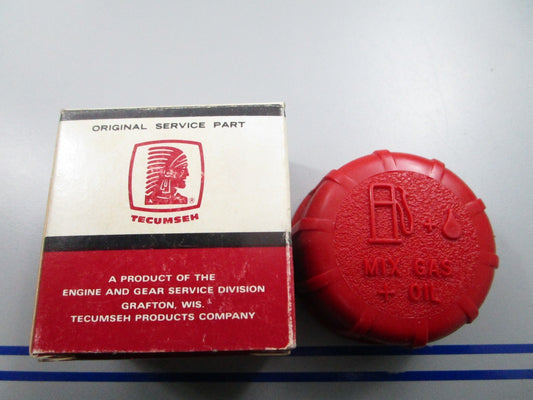 ORIGINAL SERVICE PART
®
TECUMSEH
A PRODUCT OF THE
ENGINE AND GEAR SERVICE DIVISION
GRAFTON, WIS.
TECUMSEH PRODUCTS COMPANY
+
MIX GAS
+ OIL